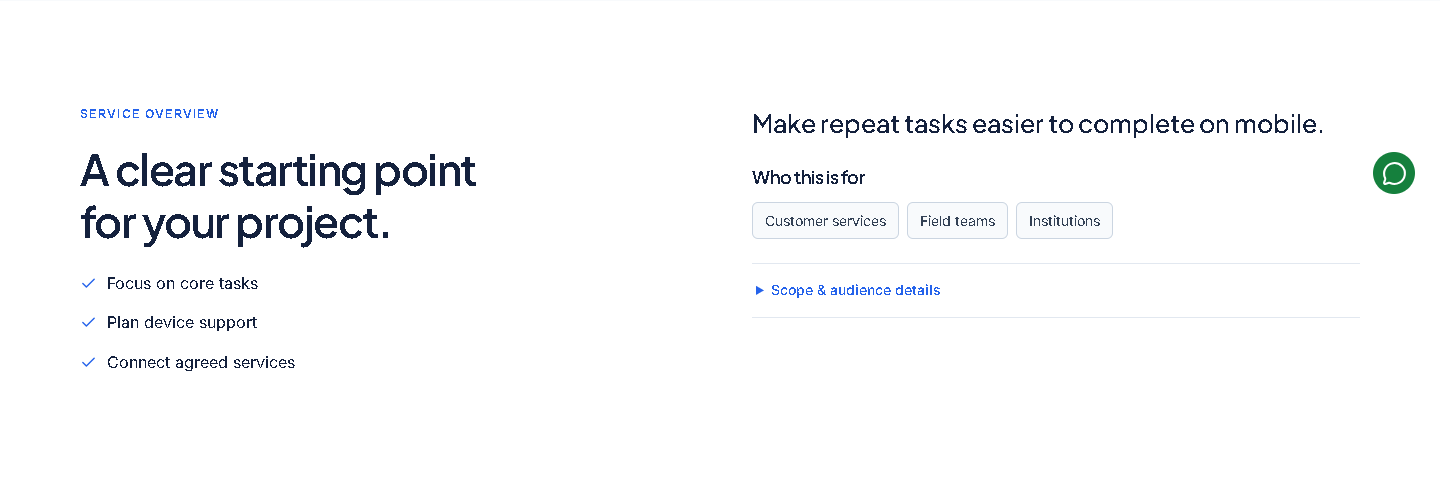 SERVICE OVERVIEW
A clear starting point
for your project.
Focus on core tasks
Plan device support
Connect agreed services
Make repeat tasks easier to complete on mobile.
Who this is for
Customer services
Field teams
Institutions
Scope & audience details